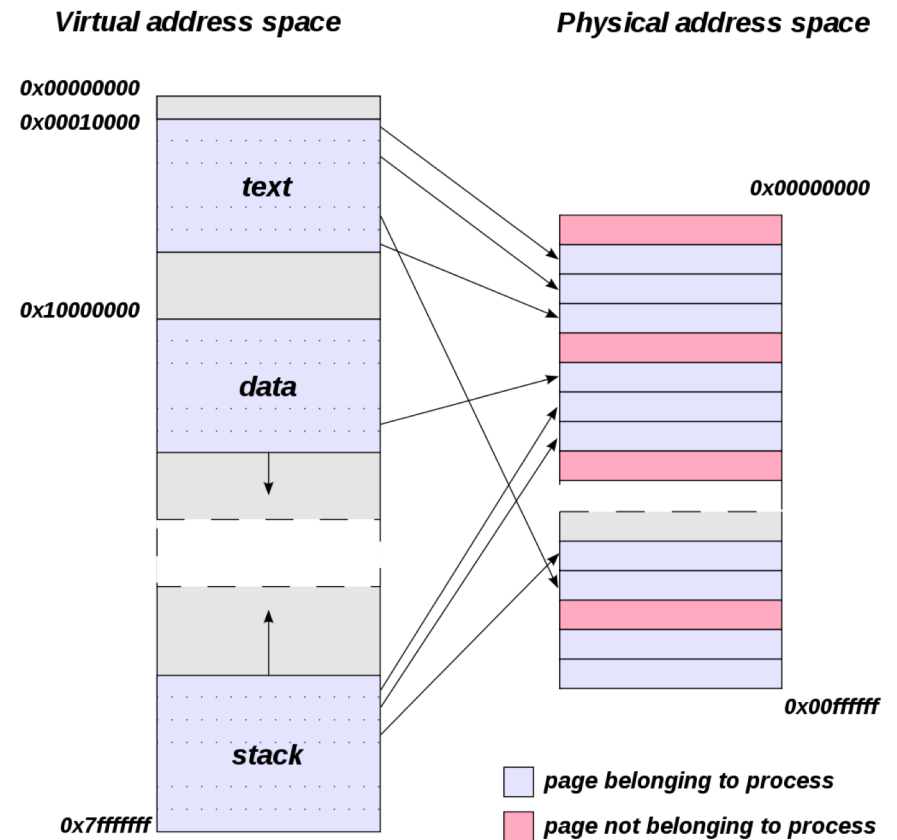 Virtual address space
Physical address space
0x00000000
0x00010000
text
0x00000000
0x10000000
data
stack
0x00ffffff
page belonging to process
0x7fffffff
page not belonging to process